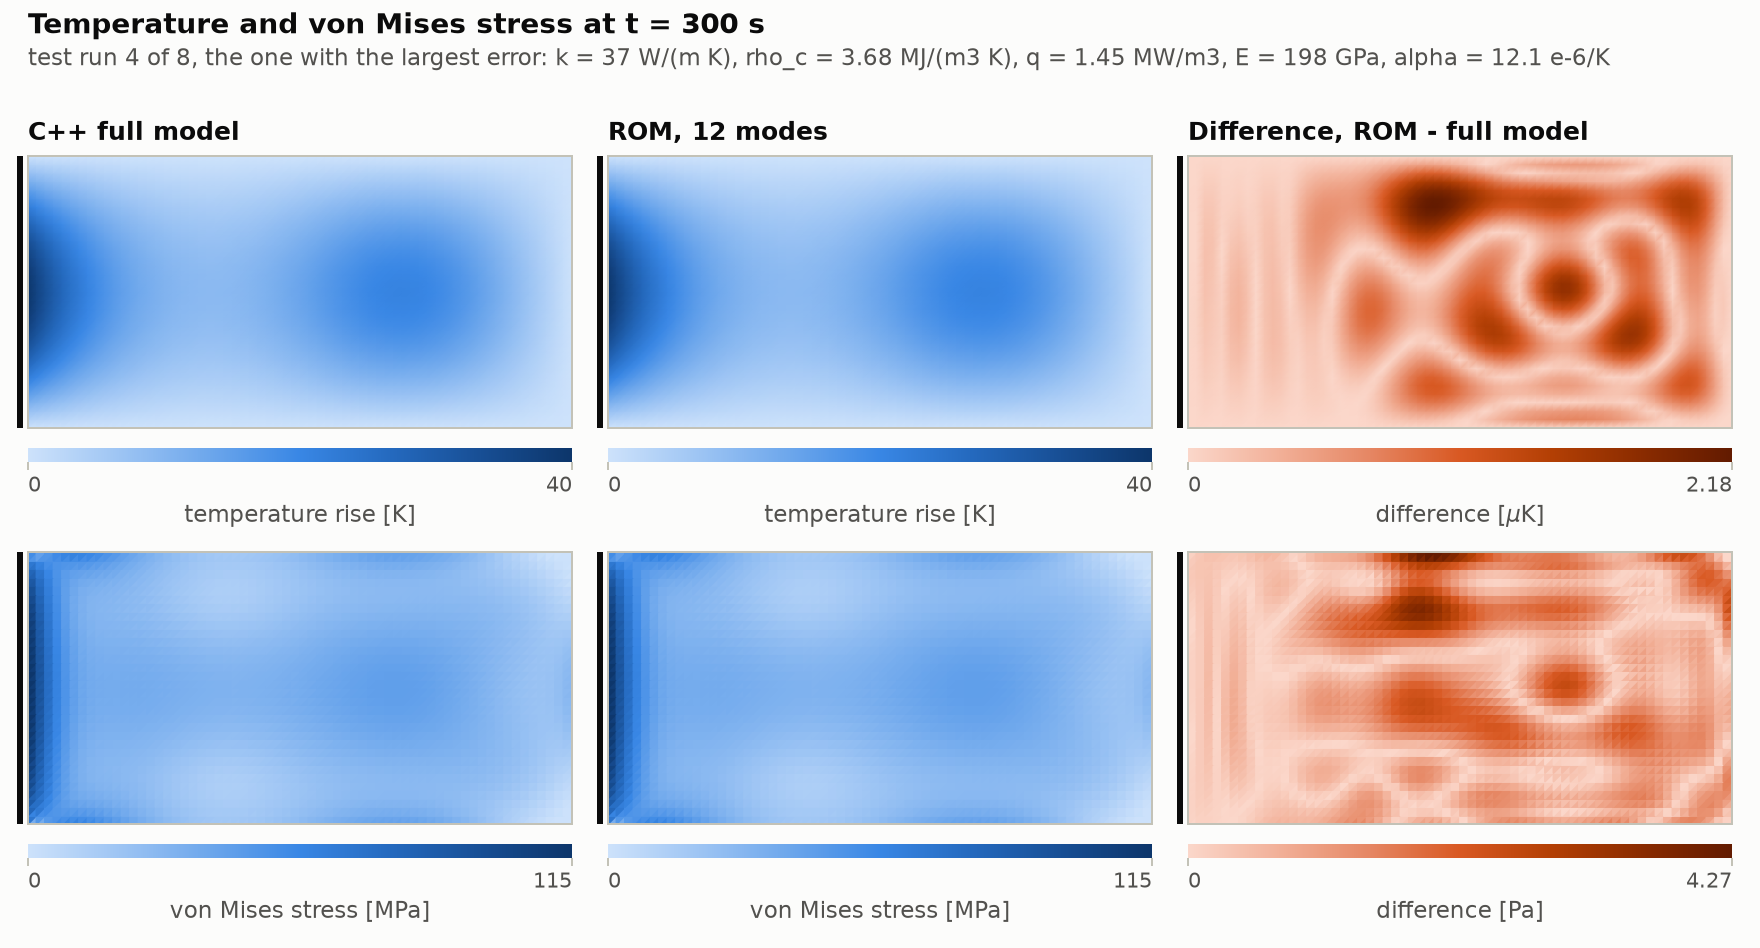 Temperature and von Mises stress at t = 300 s
test run 4 of 8, the one with the largest error: k = 37 W/(m K), rho_c = 3.68 MJ/(m3 K), q = 1.45 MW/m3, E = 198 GPa, alpha = 12.1 e-6/K
C++ full model
ROM, 12 modes
Difference, ROM - full model
0 40
temperature rise [K]
0 40
temperature rise [K]
0 2.18
difference [μK]
0 115
von Mises stress [MPa]
0 115
von Mises stress [MPa]
0 4.27
difference [Pa]